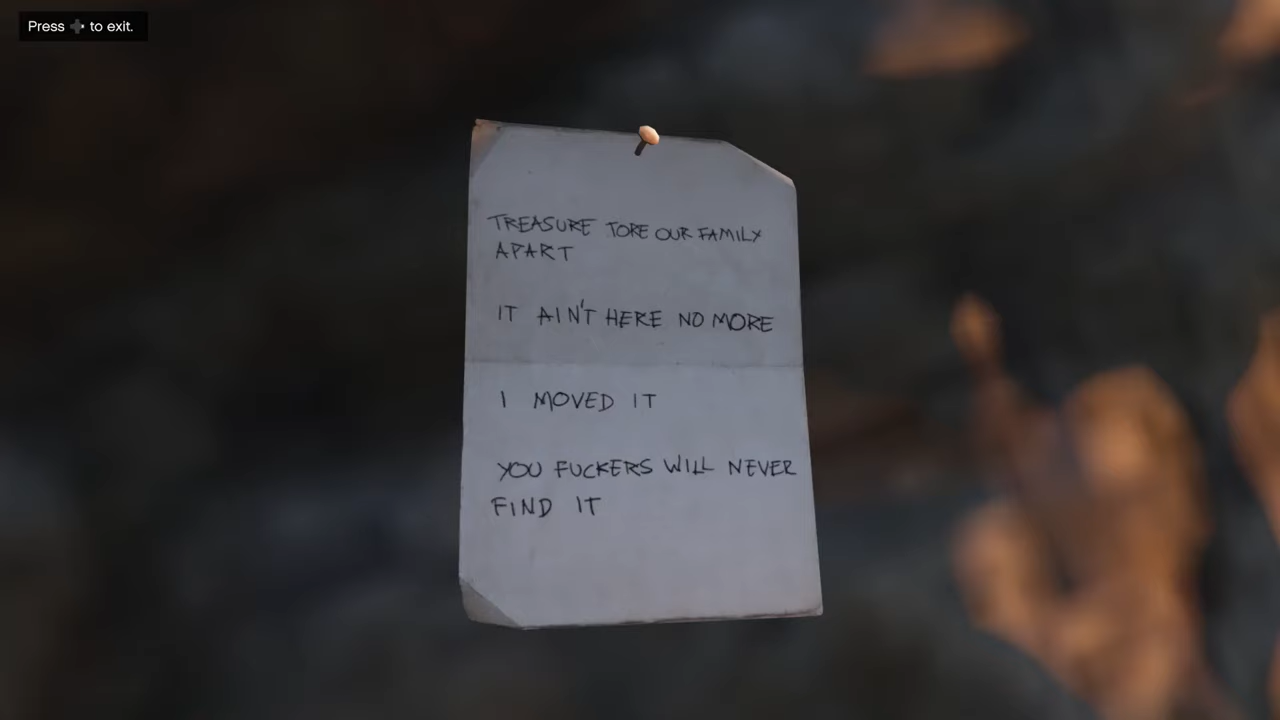 Press to exit.
TREASURE TORE OUR FAMILY
APART
IT AIN'T HERE NO MORE
I MOVED IT
YOU FUCKERS WILL NEVER
FIND IT